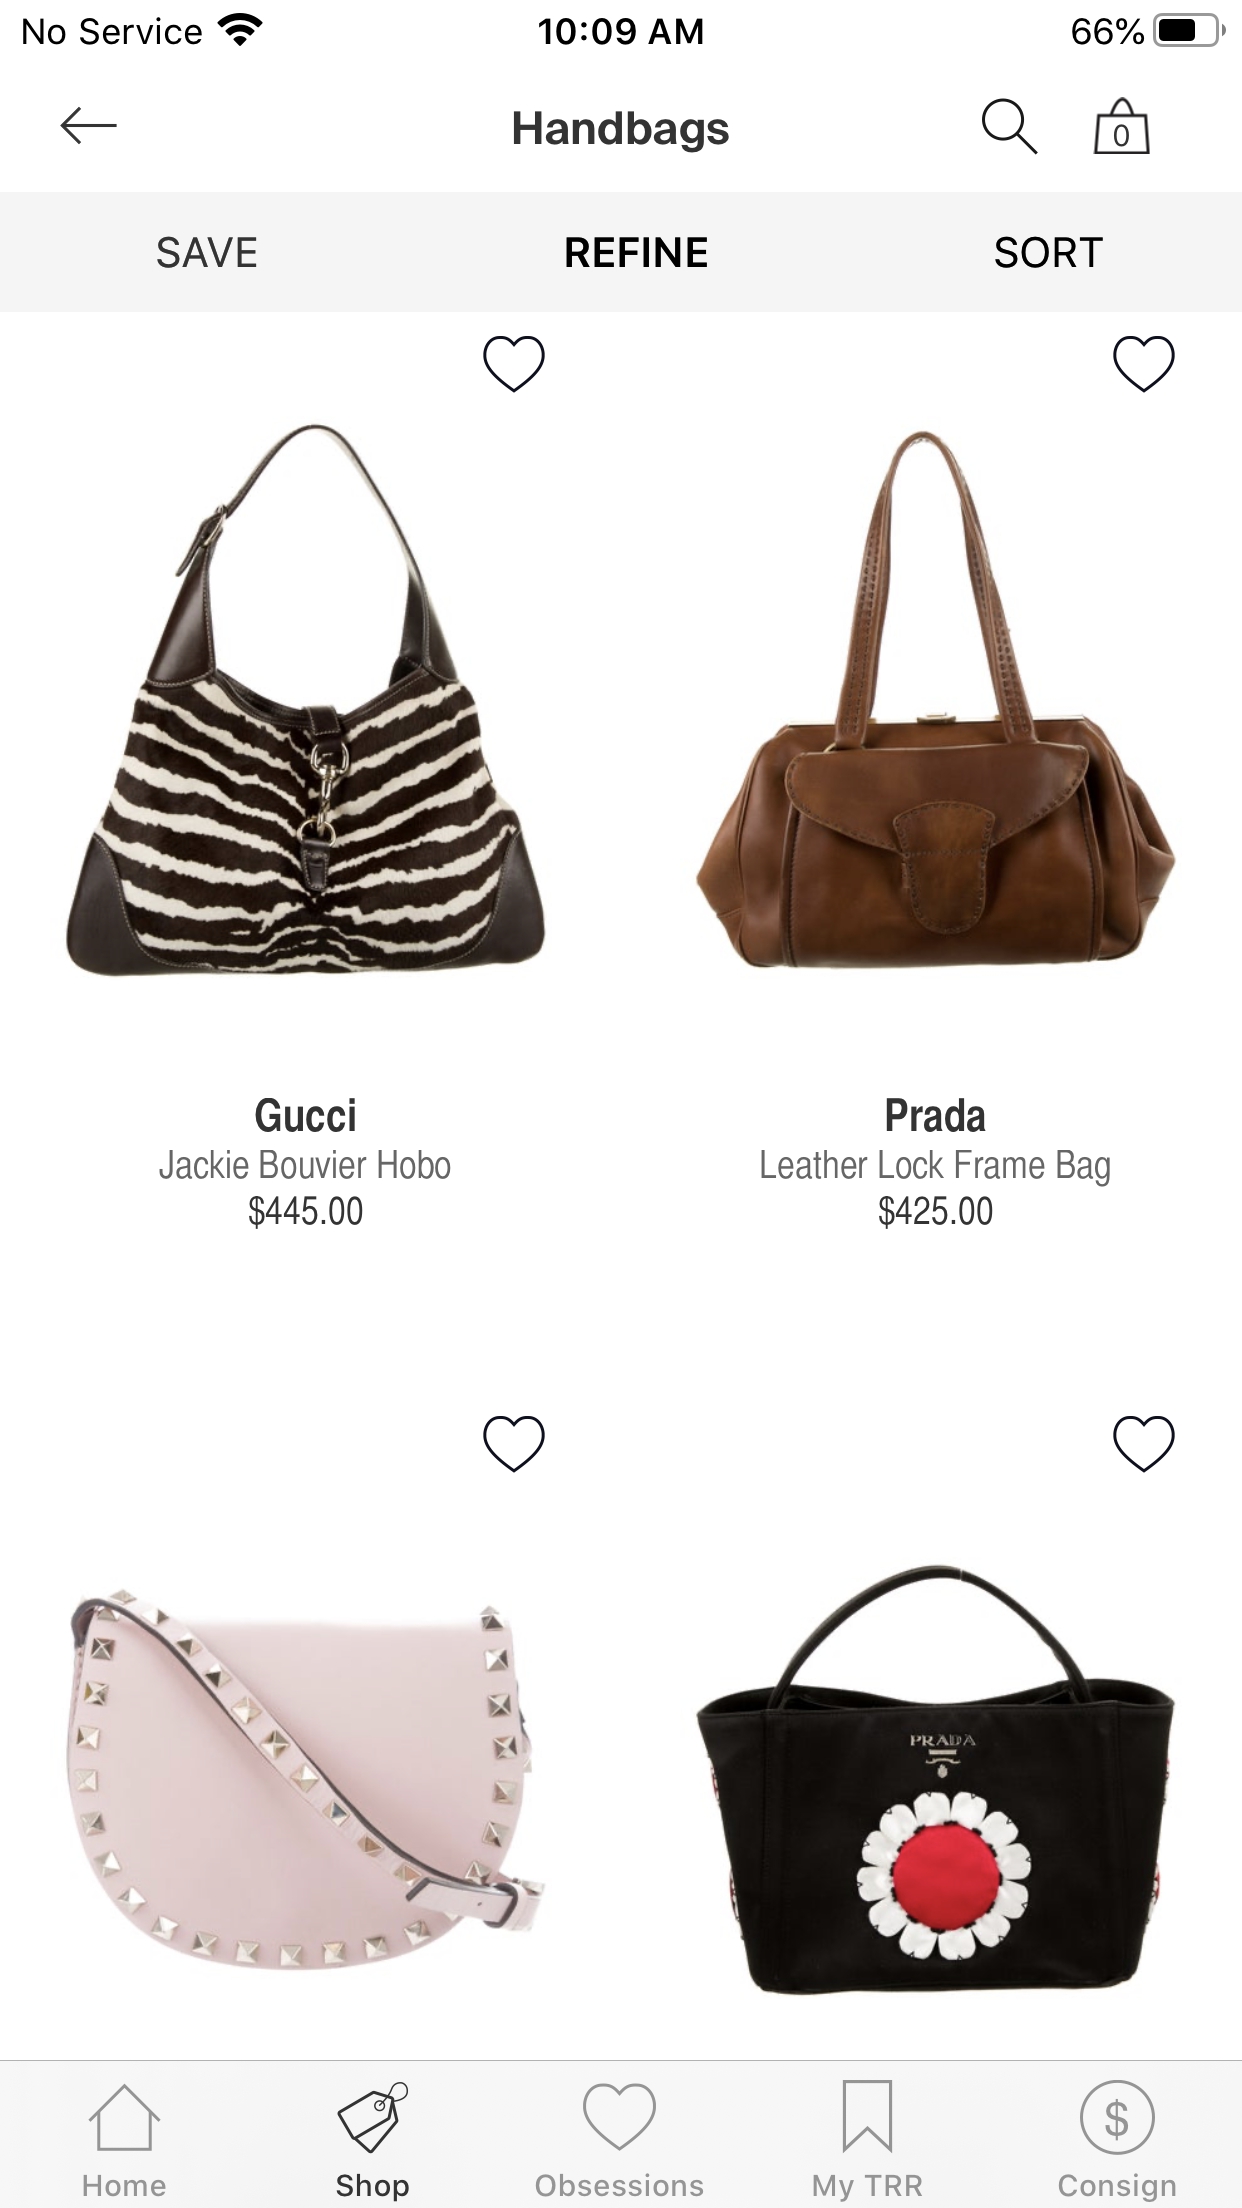 No Service 10:09 AM 66%
Handbags 0
SAVE REFINE SORT
Gucci
Jackie Bouvier Hobo
$445.00
Prada
Leather Lock Frame Bag
$425.00
PRADA
Home Shop Obsessions My TRR $ Consign